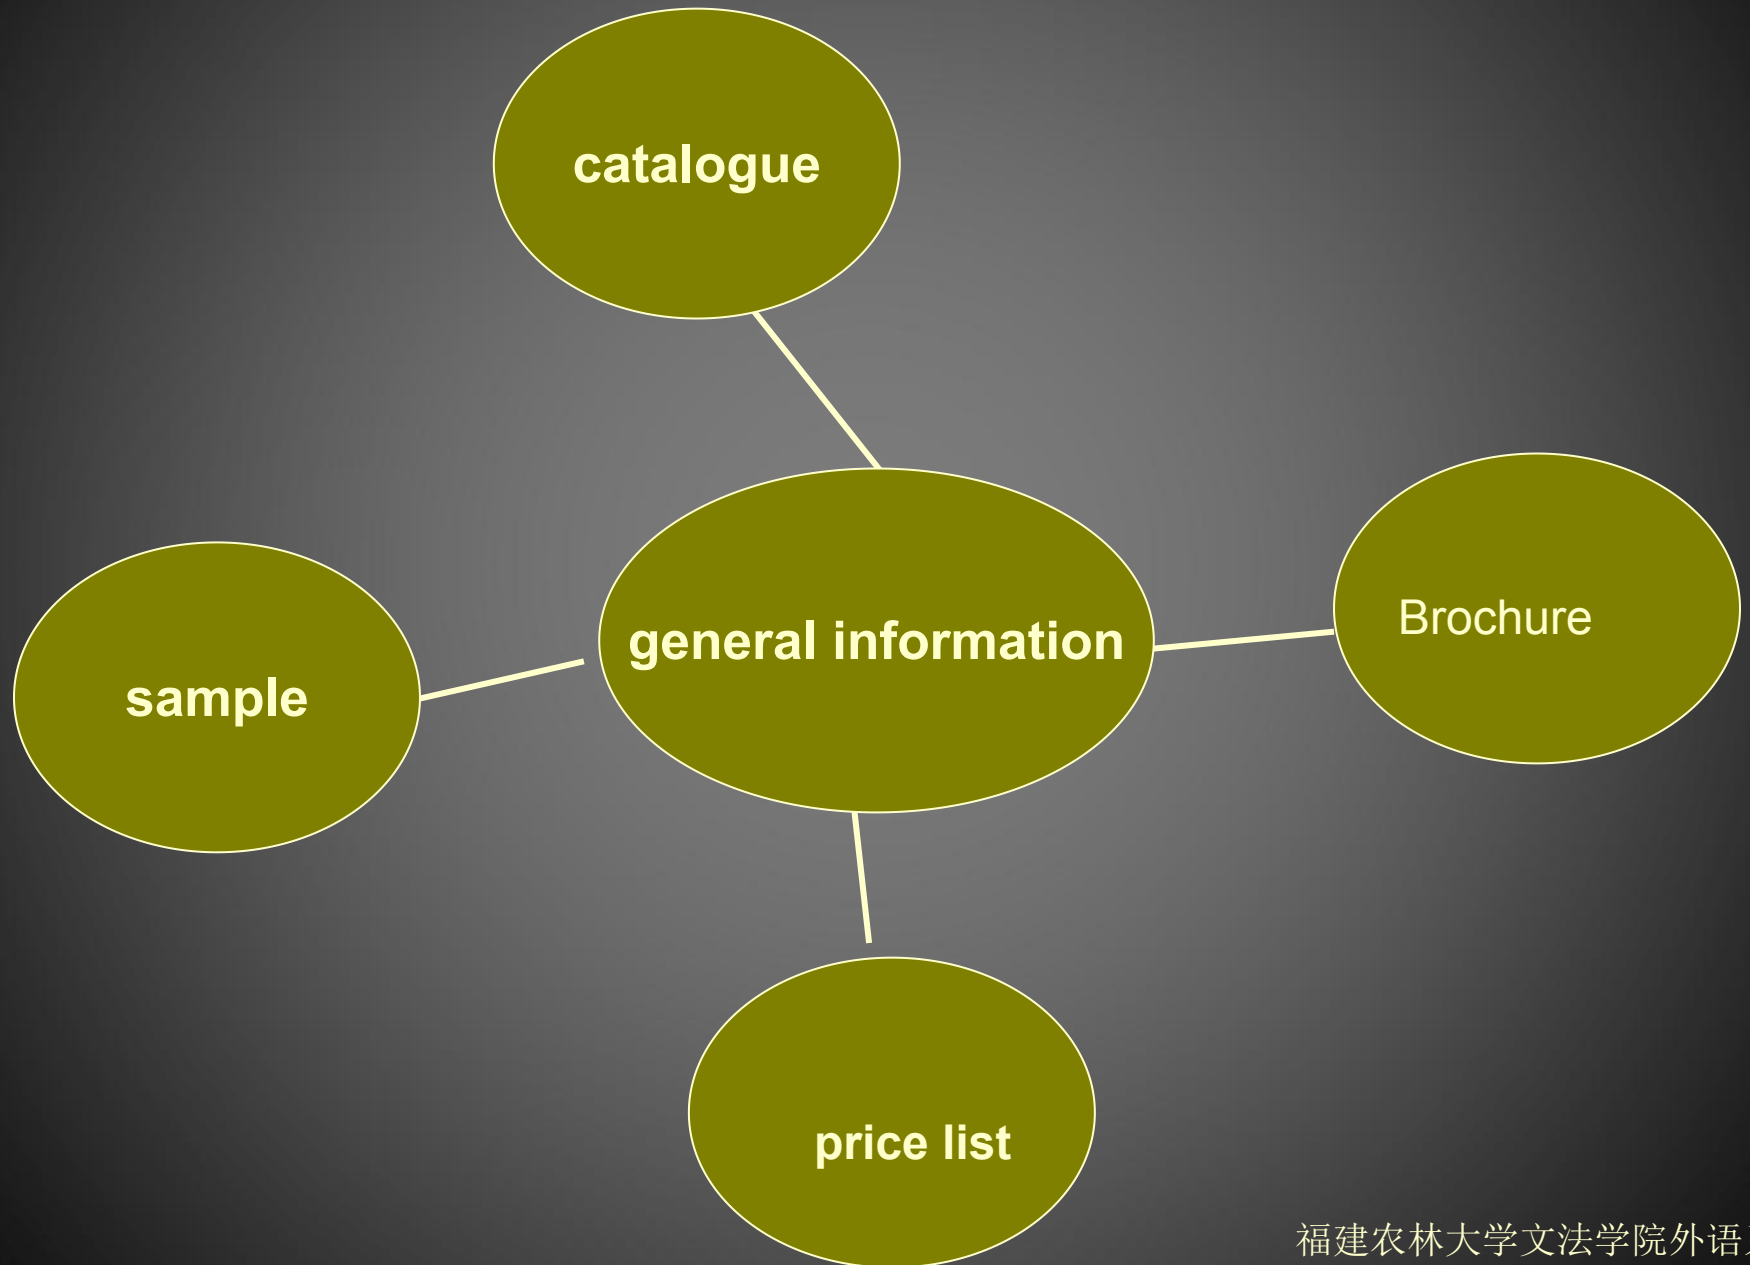 catalogue
general information
Brochure
sample
price list
福建农林大学文法学院外语